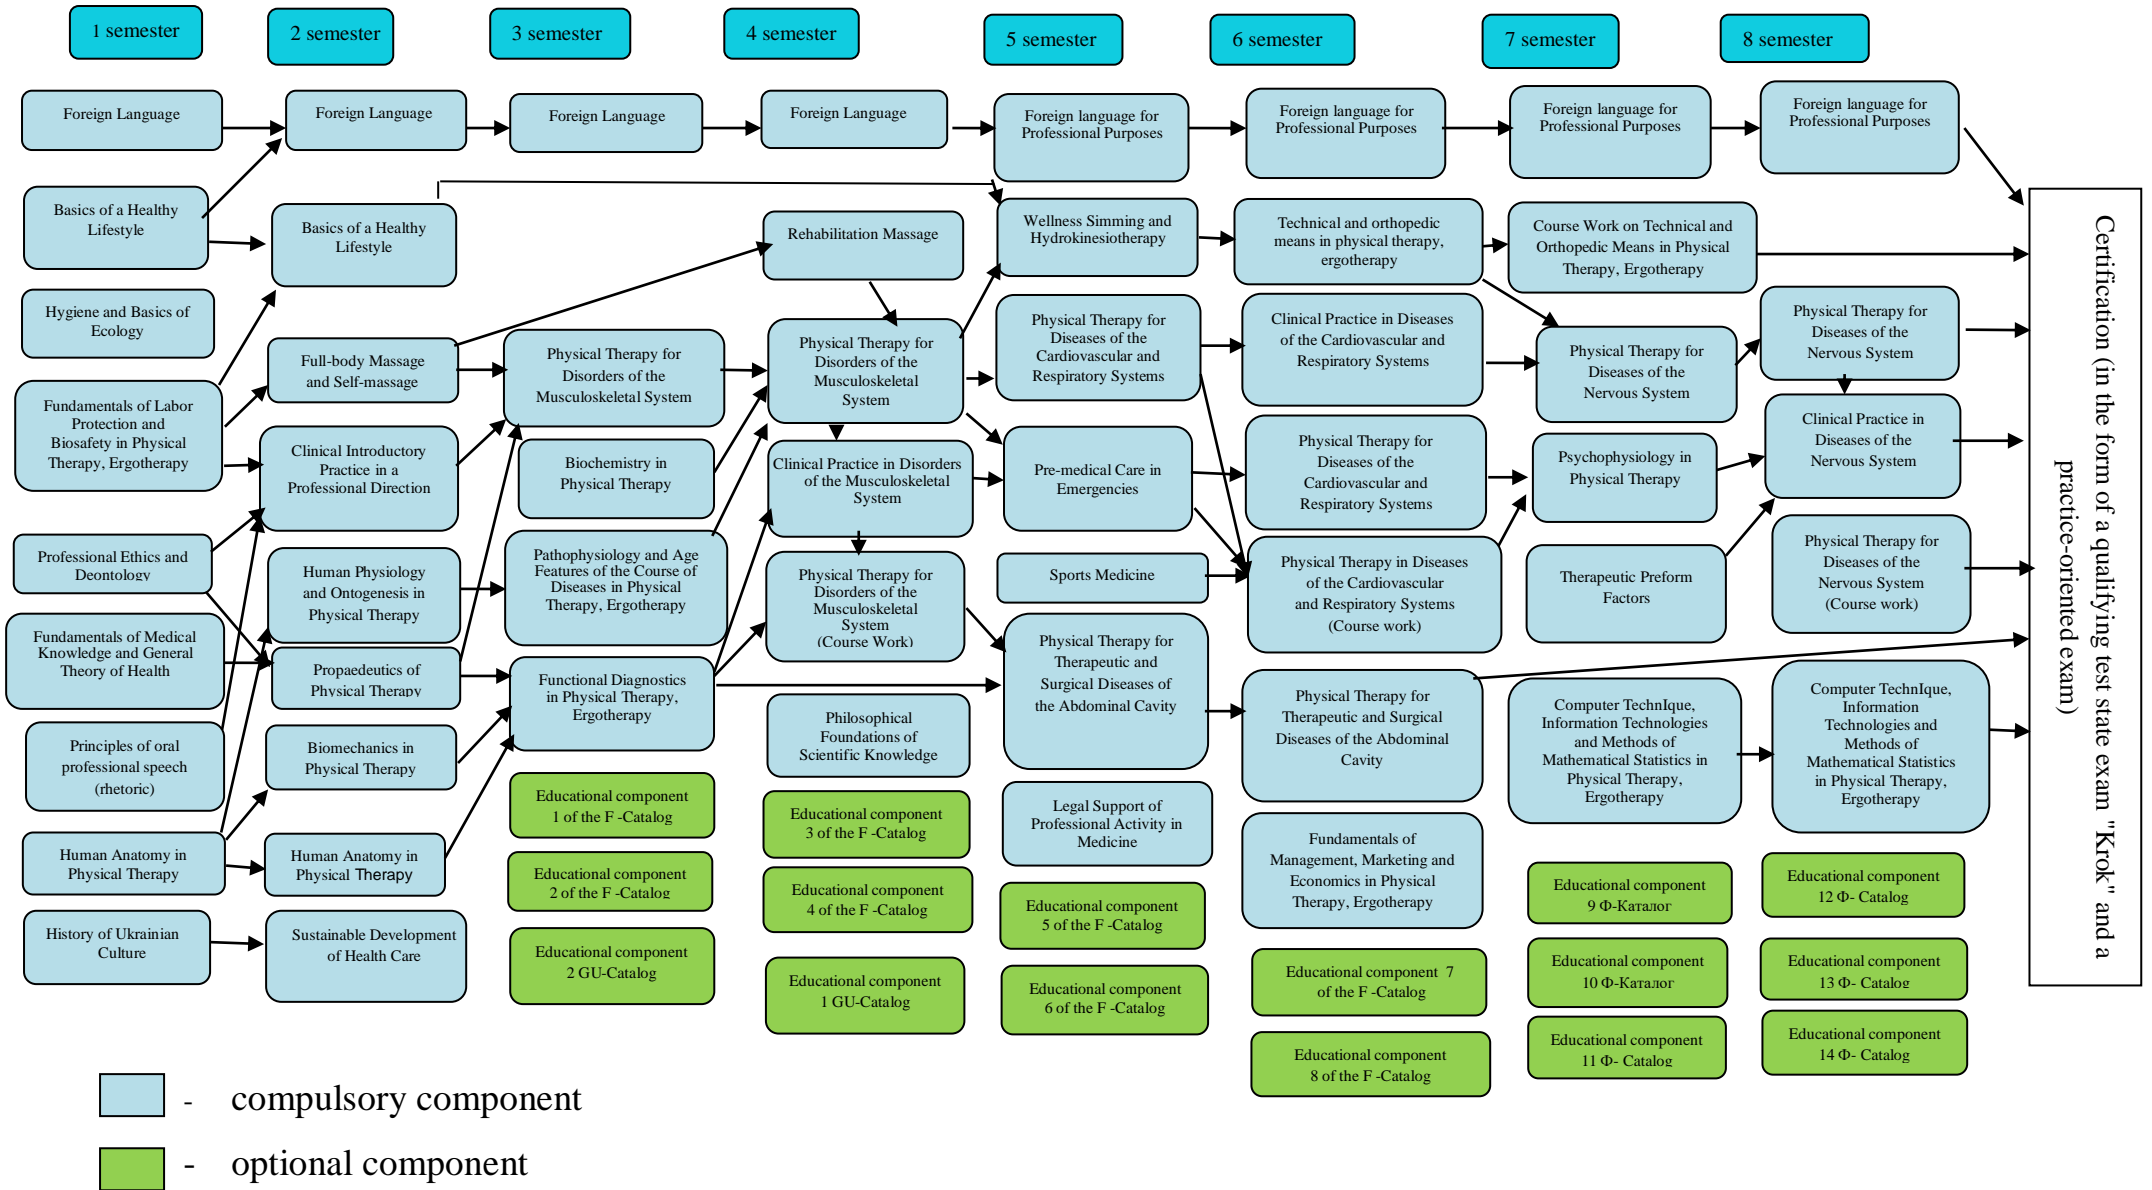 1 semester
2 semester
3 semester
4 semester
5 semester
6 semester
7 semester
8 semester
Foreign Language
Basics of a Healthy
Lifestyle
Hygiene and Basics of
Ecology
Fundamentals of Labor
Protection and
Biosafety in Physical
Therapy, Ergotherapy
Professional Ethics and
Deontology
Fundamentals of Medical
Knowledge and General
Theory of Health
Principles of oral
professional speech
(rhetoric)
Human Anatomy in
Physical Therapy
History of Ukrainian
Culture
Foreign Language
Basics of a Healthy
Lifestyle
Full-body Massage
and Self-massage
Clinical Introductory
Practice in a
Professional Direction
Human Physiology
and Ontogenesis in
Physical Therapy
Propaedeutics of
Physical Therapy
Biomechanics in
Physical Therapy
Human Anatomy in
Physical Therapy
Sustainable Development
of Health Care
Foreign Language
Physical Therapy for
Disorders of the
Musculoskeletal System
Biochemistry in
Physical Therapy
Pathophysiology and Age
Features of the Course of
Diseases in Physical
Therapy, Ergotherapy
Functional Diagnostics
in Physical Therapy,
Ergotherapy
Educational component
1 of the F -Catalog
Educational component
2 of the F -Catalog
Educational component
2 GU-Catalog
Foreign Language
Rehabilitation Massage
Physical Therapy for
Disorders of the
Musculoskeletal
System
Clinical Practice in Disorders
of the Musculoskeletal
System
Physical Therapy for
Disorders of the
Musculoskeletal
System
(Course Work)
Philosophical
Foundations of
Scientific Knowledge
Educational component
3 of the F -Catalog
Educational component
4 of the F -Catalog
Educational component
1 GU-Catalog
Foreign language for
Professional Purposes
Wellness Simming and
Hydrokinesiotherapy
Physical Therapy for
Diseases of the
Cardiovascular and
Respiratory Systems
Pre-medical Care in
Emergencies
Sports Medicine
Physical Therapy for
Therapeutic and
Surgical Diseases of
the Abdominal Cavity
Legal Support of
Professional Activity in
Medicine
Educational component
5 of the F -Catalog
Educational component
6 of the F -Catalog
Foreign language for
Professional Purposes
Technical and orthopedic
means in physical therapy,
ergotherapy
Clinical Practice in Diseases
of the Cardiovascular and
Respiratory Systems
Physical Therapy for
Diseases of the
Cardiovascular and
Respiratory Systems
Physical Therapy in Diseases
of the Cardiovascular
and Respiratory Systems
(Course work)
Physical Therapy for
Therapeutic and Surgical
Diseases of the Abdominal
Cavity
Fundamentals of
Management, Marketing and
Economics in Physical
Therapy, Ergotherapy
Educational component 7
of the F -Catalog
Educational component
8 of the F -Catalog
Foreign language for
Professional Purposes
Course Work on Technical and
Orthopedic Means in Physical
Therapy, Ergotherapy
Physical Therapy for
Diseases of the
Nervous System
Psychophysiology in
Physical Therapy
Therapeutic Preform
Factors
Computer TechnIque,
Information Technologies
and Methods of
Mathematical Statistics in
Physical Therapy,
Ergotherapy
Educational component
9 Ф-Каталог
Educational component
10 Ф-Каталог
Educational component
11 Ф- Catalog
Foreign language for
Professional Purposes
Physical Therapy for
Diseases of the
Nervous System
Clinical Practice in
Diseases of the
Nervous System
Physical Therapy for
Diseases of the
Nervous System
(Course work)
Computer TechnIque,
Information
Technologies and
Methods of
Mathematical Statistics
in Physical Therapy,
Ergotherapy
Educational component
12 Ф- Catalog
Educational component
13 Ф- Catalog
Educational component
14 Ф- Catalog
Certification (in the form of a qualifying test state exam "Krok" and a
practice-oriented exam)
- compulsory component
- optional component